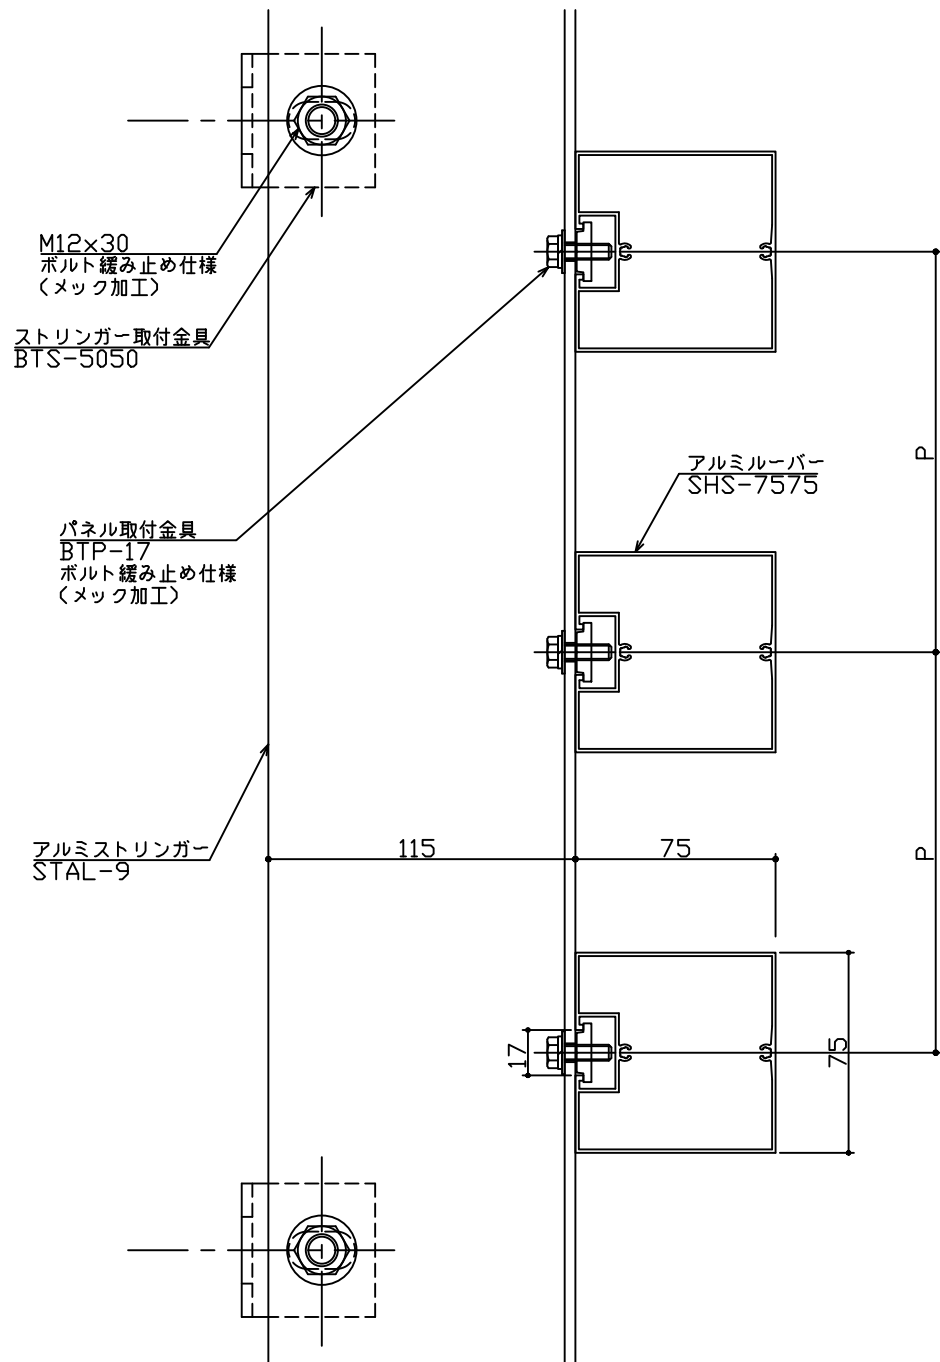 M12×30
ボルト緩み止め仕様
(メック加工)
ストリンガー取付金具
BTS-5050
アルミルーバー
SHS-7575
P
パネル取付金具
BTP-17
ボルト緩み止め仕様
(メック加工)
アルミストリンガー
STAL-9
115
75
P
17
75